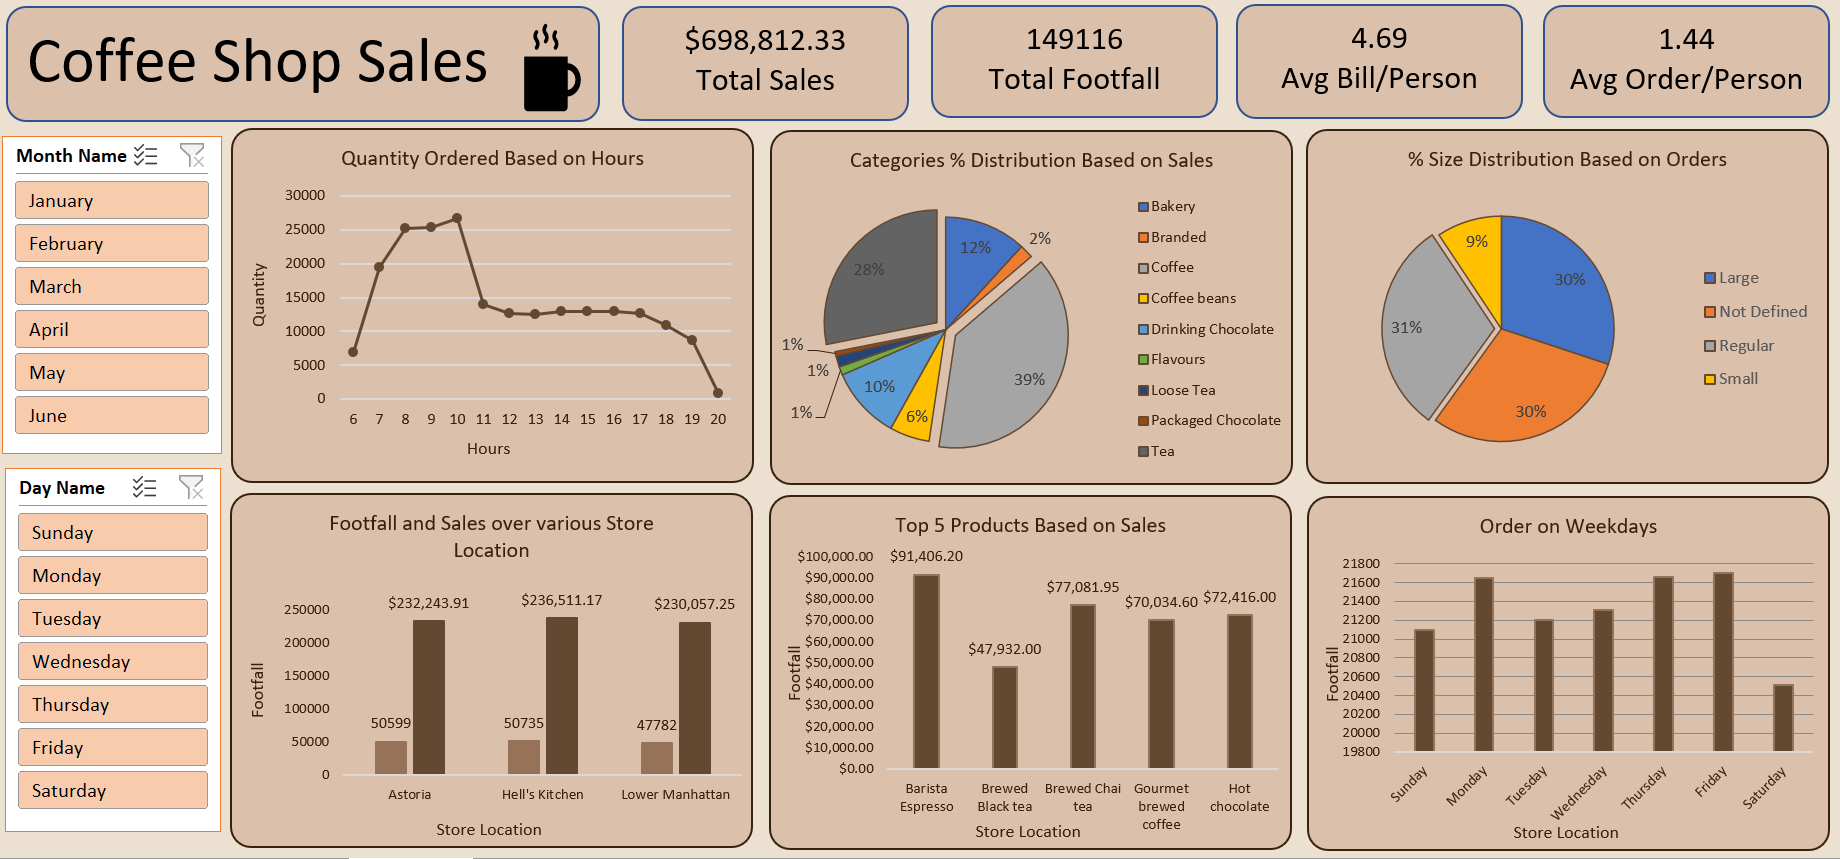 Coffee Shop Sales
$698,812.33
Total Sales
149116
Total Footfall
4.69
Avg Bill/Person
1.44
Avg Order/Person
Month Name
January
February
March
April
May
June
Day Name
Sunday
Monday
Tuesday
Wednesday
Thursday
Friday
Saturday
Quantity Ordered Based on Hours
30000
25000
20000
15000
10000
5000
0
Quantity
6 7 8 9 10 11 12 13 14 15 16 17 18 19 20
Hours
Categories % Distribution Based on Sales
12%
2%
28%
39%
1%
1%
1%
10%
6%
Bakery
Branded
Coffee
Coffee beans
Drinking Chocolate
Flavours
Loose Tea
Packaged Chocolate
Tea
% Size Distribution Based on Orders
9%
30%
31%
30%
Large
Not Defined
Regular
Small
Footfall and Sales over various Store
Location
250000
200000
150000
100000
50000
0
Footfall
$232,243.91
$236,511.17
$230,057.25
50599
50735
47782
Astoria
Hell's Kitchen
Lower Manhattan
Store Location
Top 5 Products Based on Sales
$100,000.00
$90,000.00
$80,000.00
$70,000.00
$60,000.00
$50,000.00
$40,000.00
$30,000.00
$20,000.00
$10,000.00
$0.00
Footfall
$91,406.20
$47,932.00
$77,081.95
$70,034.60
$72,416.00
Barista
Espresso
Brewed
Black tea
Brewed Chai
tea
Gourmet
brewed
coffee
Hot
chocolate
Store Location
Order on Weekdays
21800
21600
21400
21200
21000
20800
20600
20400
20200
20000
19800
Footfall
Sunday
Monday
Tuesday
Wednesday
Thursday
Friday
Saturday
Store Location